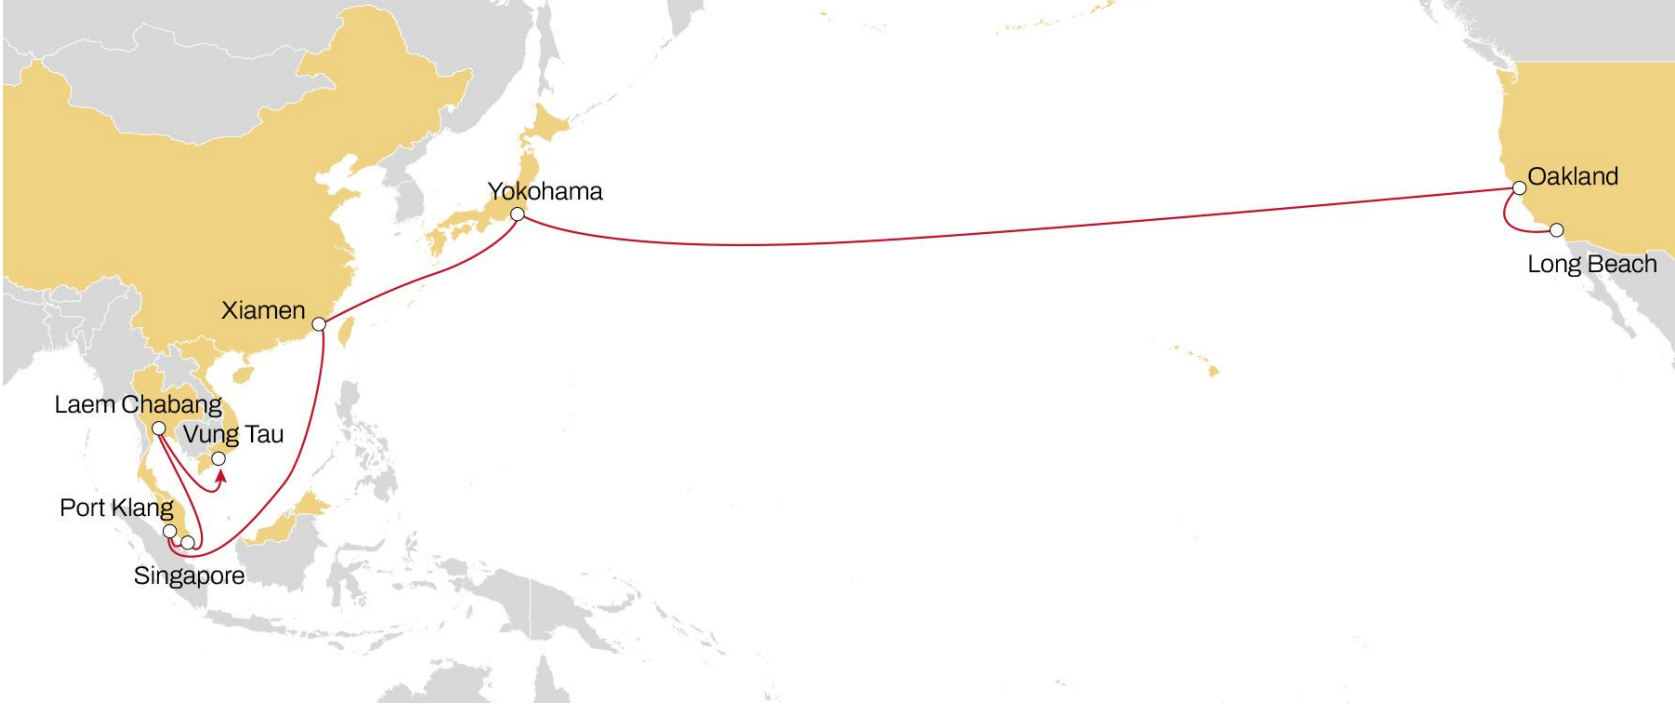 Yokohama
Oakland
Long Beach
Xiamen
Laem Chabang
Vung Tau
Port Klang
Singapore